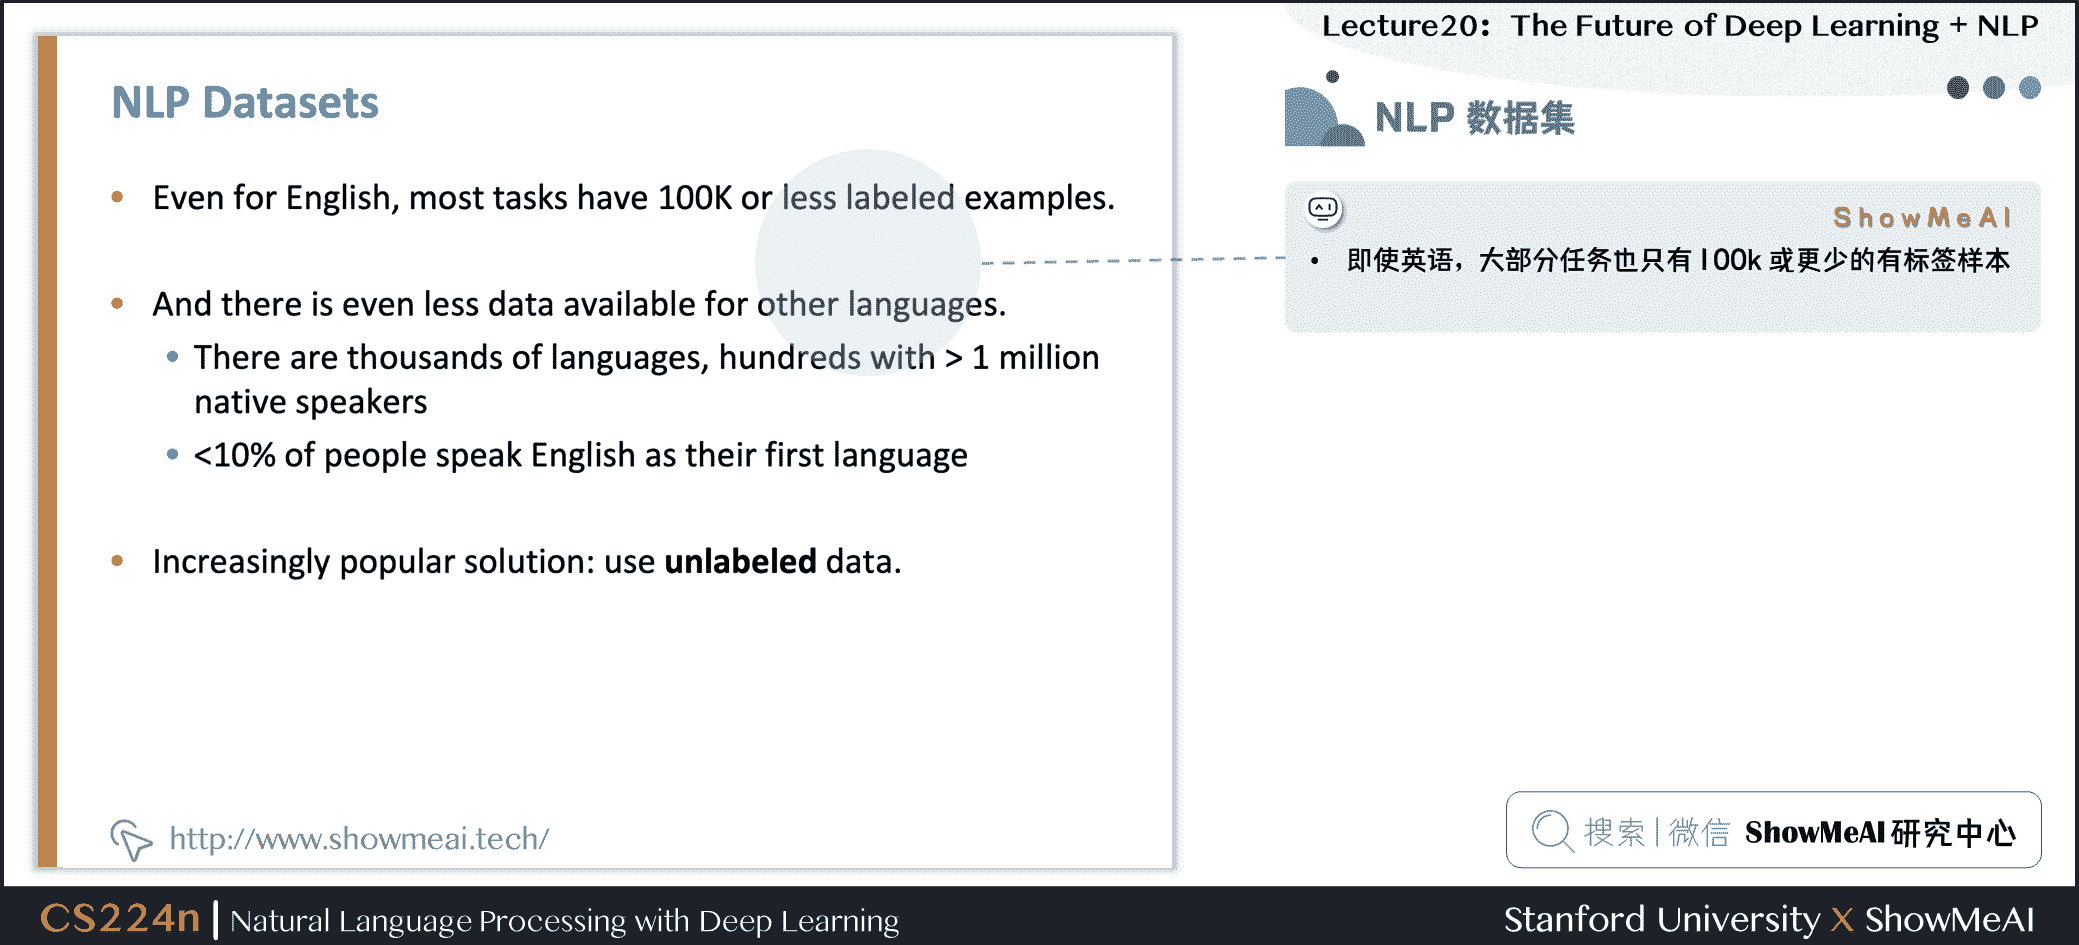 Lecture20：The Future of Deep Learning + NLP
NLP Datasets
• Even for English, most tasks have 100K or less labeled examples.
• And there is even less data available for other languages.
• There are thousands of languages, hundreds with > 1 million
native speakers
• <10% of people speak English as their first language
• Increasingly popular solution: use unlabeled data.
http://www.showmeai.tech/
NLP 数据集
ShowMeAI
• 即使英语，大部分任务也只有100k 或更少的有标签样本
搜索 | 微信 ShowMeAI 研究中心
CS224n | Natural Language Processing with Deep Learning
Stanford University X ShowMeAI